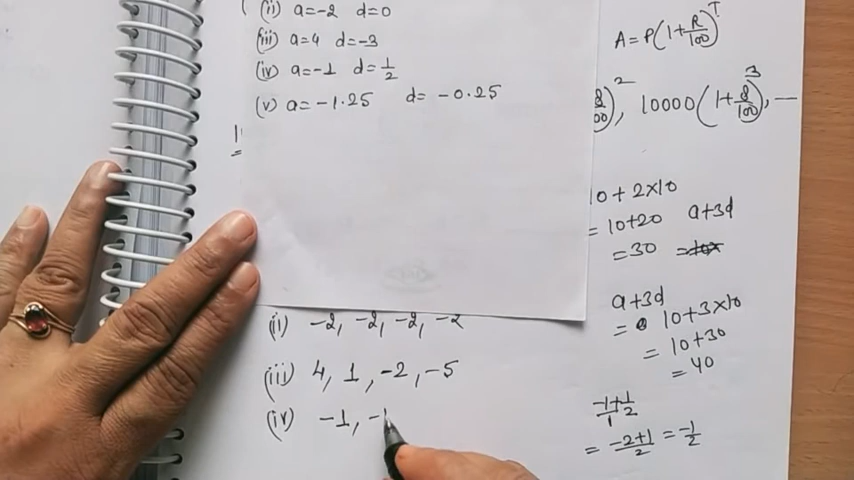 (ii) a=-2 d=0
(iii) a=4 d=-3
(iv) a=-1 d=1/2
(v) a=-1.25 d= -0.25
A=P(1+R/100)^T
/100)², 10000(1+8/100)³, —
10+2×10
=10+20 a+3d
=30
a+3d
= 10+3×10
= 10+30
= 40
(ii) -2, -2, -2, -2
(iii) 4, 1, -2, -5
(iv) -1, -1
-1/1+1/2
= -2+1/2 = -1/2